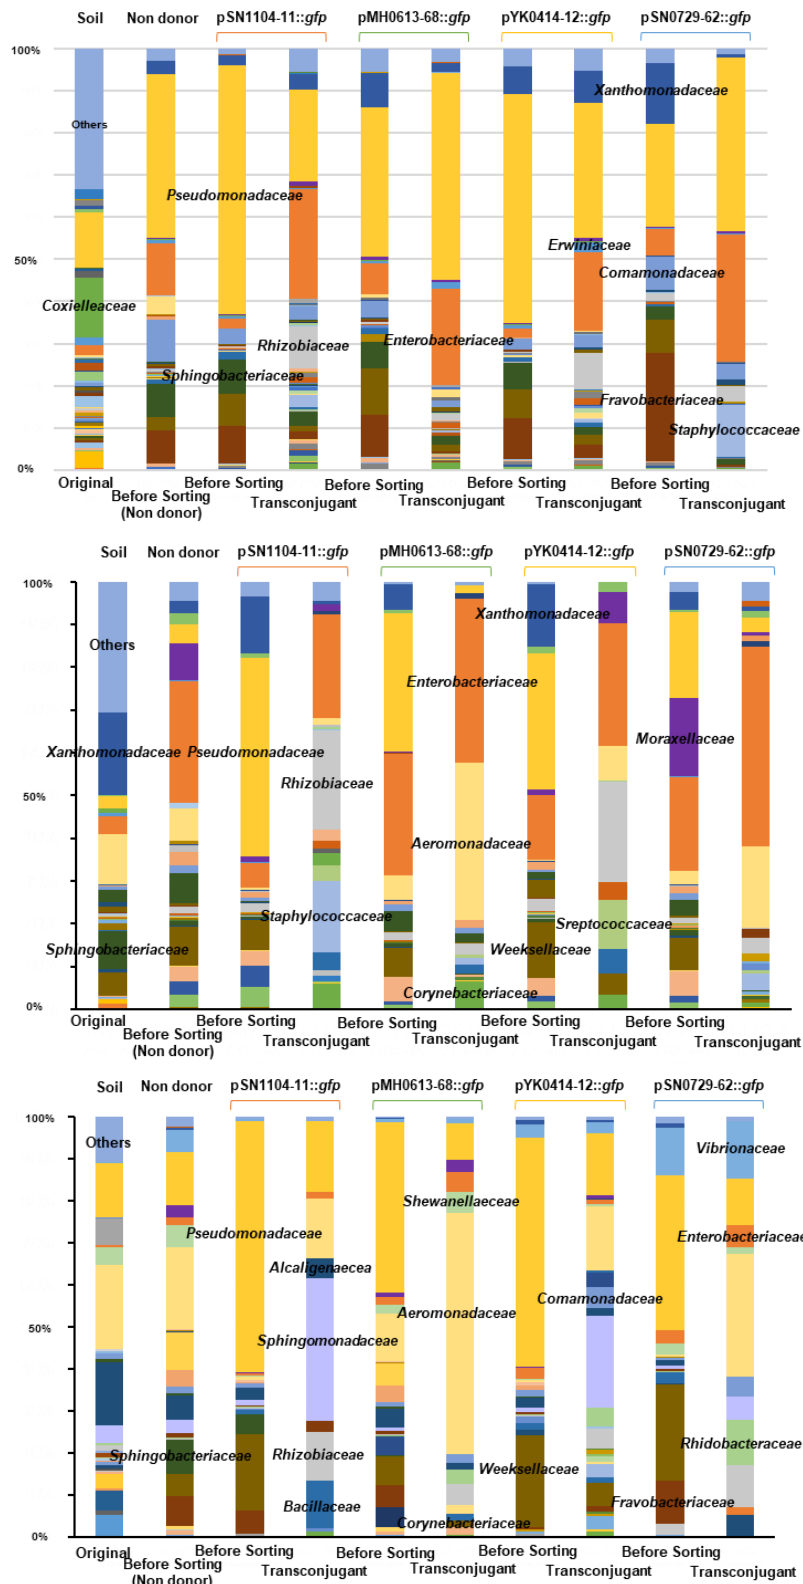 Soil Non donor pSN1104-11::gfp pMH0613-68::gfp pYK0414-12::gfp pSN0729-62::gfp
100%
Xanthomonadaceae
Others
Pseudomonadaceae
Erwiniaceae
50%
Comamonadaceae
Coxielleaceae
Enterobacteriaceae
Rhizobiaceae
Sphingobacteriaceae
Fravobacteriaceae
Staphylococcaceae
0%
Original Before Sorting Before Sorting Before Sorting Before Sorting
Before Sorting Transconjugant Transconjugant Transconjugant Transconjugant
(Non donor)
Soil Non donor pSN1104-11::gfp pMH0613-68::gfp pYK0414-12::gfp pSN0729-62::gfp
100%
Xanthomonadaceae
Others
Enterobacteriaceae
Moraxellaceae
Xanthomonadaceae Pseudomonadaceae
Rhizobiaceae
50%
Aeromonadaceae
Staphylococcaceae
Sreptococcaceae
Sphingobacteriaceae
Weeksellaceae
Corynebacteriaceae
0%
Original Before Sorting Before Sorting Before Sorting Before Sorting
Before Sorting Transconjugant Transconjugant Transconjugant Transconjugant
(Non donor)
Soil Non donor pSN1104-11::gfp pMH0613-68::gfp pYK0414-12::gfp pSN0729-62::gfp
100%
Others
Vibrionaceae
Shewanellaeceae
Pseudomonadaceae
Enterobacteriaceae
Alcaligenaecea
Comamonadaceae
Aeromonadaceae
50%
Sphingomonadaceae
Rhidobacteraceae
Sphingobacteriaceae Rhizobiaceae
Weeksellaceae
Bacillaceae
Fravobacteriaceae
Corynebacteriaceae
0%
Original Before Sorting Before Sorting Before Sorting Before Sorting
Before Sorting Transconjugant Transconjugant Transconjugant Transconjugant
(Non donor)